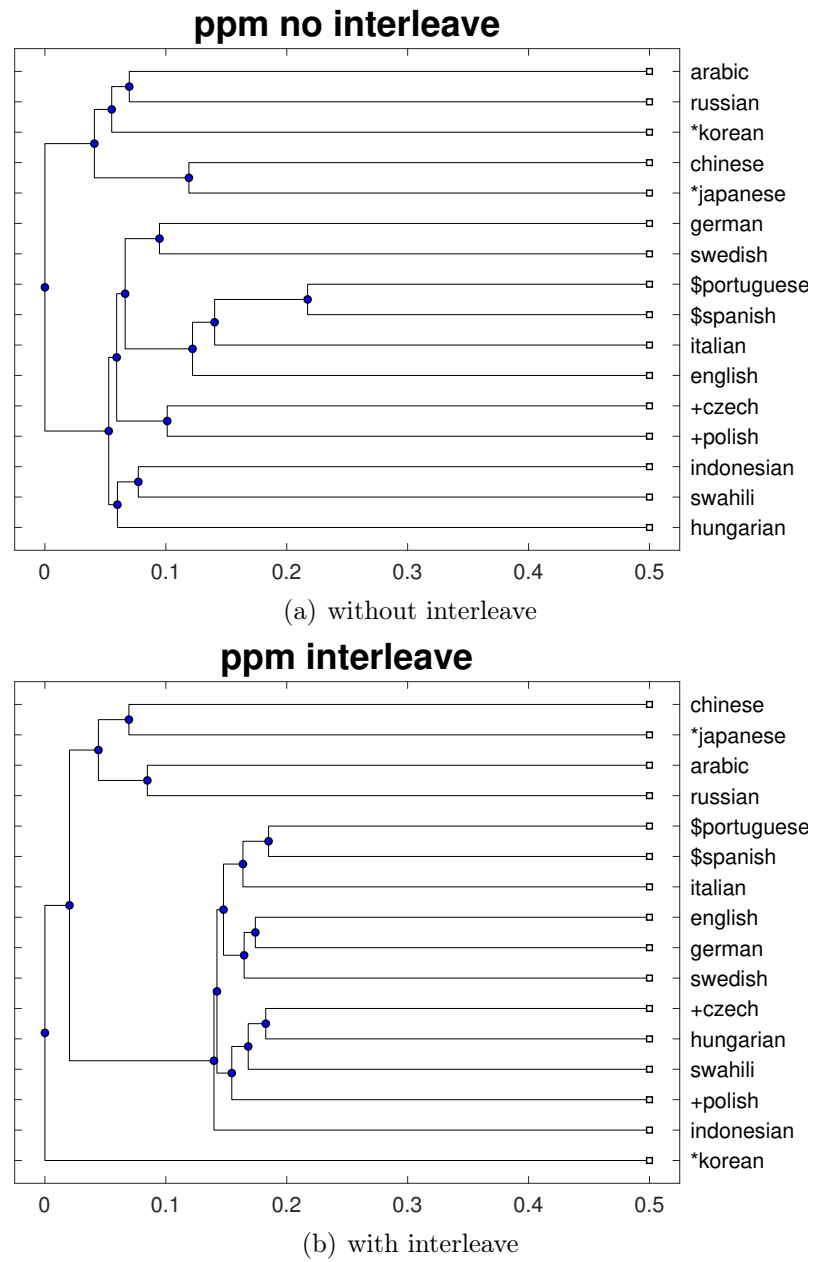 ppm no interleave
arabic
russian
*korean
chinese
*japanese
german
swedish
$portuguese
$spanish
italian
english
+czech
+polish
indonesian
swahili
hungarian
0 0.1 0.2 0.3 0.4 0.5
(a) without interleave
ppm interleave
chinese
*japanese
arabic
russian
$portuguese
$spanish
italian
english
german
swedish
+czech
hungarian
swahili
+polish
indonesian
*korean
0 0.1 0.2 0.3 0.4 0.5
(b) with interleave